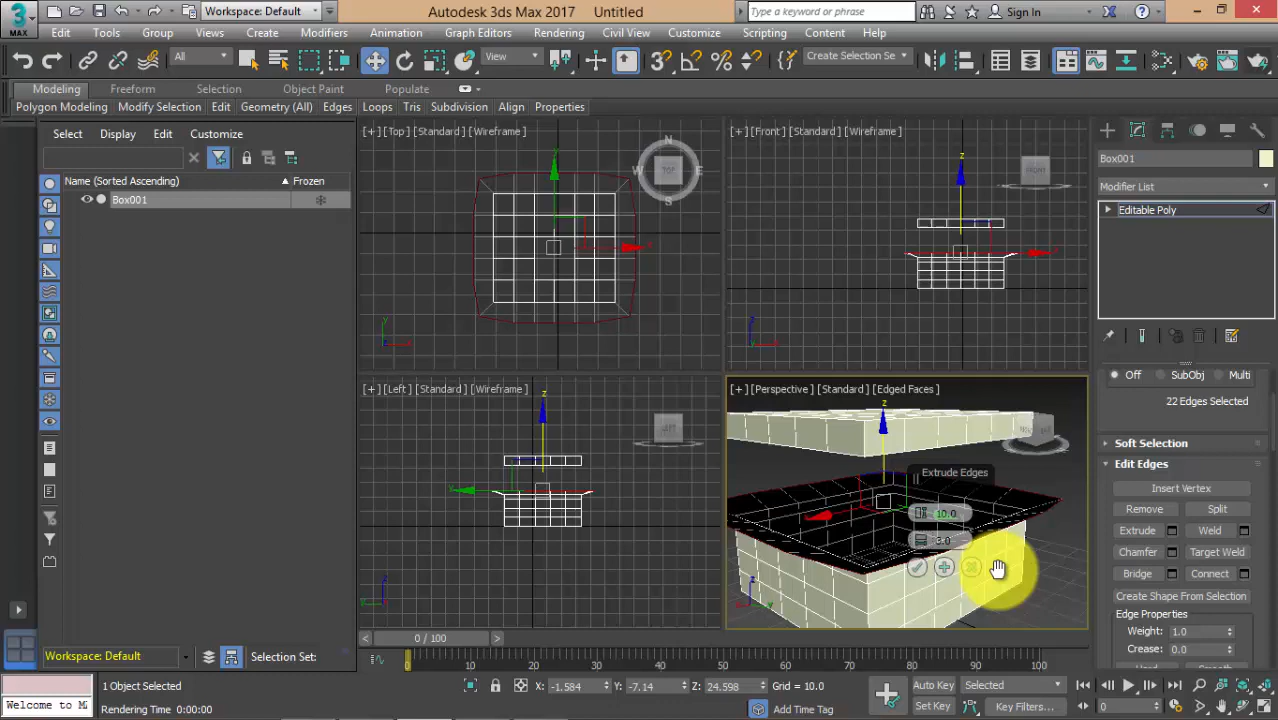 3
MAX
Workspace: Default
Autodesk 3ds Max 2017 Untitled
Type a keyword or phrase
Sign In
Edit Tools Group Views Create Modifiers Animation Graph Editors Rendering Civil View Customize Scripting Content Help
All
View
Create Selection Se
Modeling Freeform Selection Object Paint Populate
Polygon Modeling Modify Selection Edit Geometry (All) Edges Loops Tris Subdivision Align Properties
Select Display Edit Customize
Name (Sorted Ascending) Frozen
Box001
[+] [Top] [Standard] [Wireframe]
N
W E
S
TOP
[+] [Front] [Standard] [Wireframe]
FRONT
[+] [Left] [Standard] [Wireframe]
LEFT
[+] [Perspective] [Standard] [Edged Faces]
Extrude Edges
10.0
Box001
Modifier List
Editable Poly
Off SubObj Multi
22 Edges Selected
Soft Selection
Edit Edges
Insert Vertex
Remove Split
Extrude Weld
Chamfer Target Weld
Bridge Connect
Create Shape From Selection
Edge Properties
Weight: 1.0
Crease: 0.0
0 / 100
0 10 20 30 40 50 60 70 80 90 100
Workspace: Default
Selection Set:
1 Object Selected
X: -1.584 Y: -7.14 Z: 24.598 Grid = 10.0
Auto Key Selected
Welcome to M
Rendering Time 0:00:00
Add Time Tag
Set Key Key Filters...
0